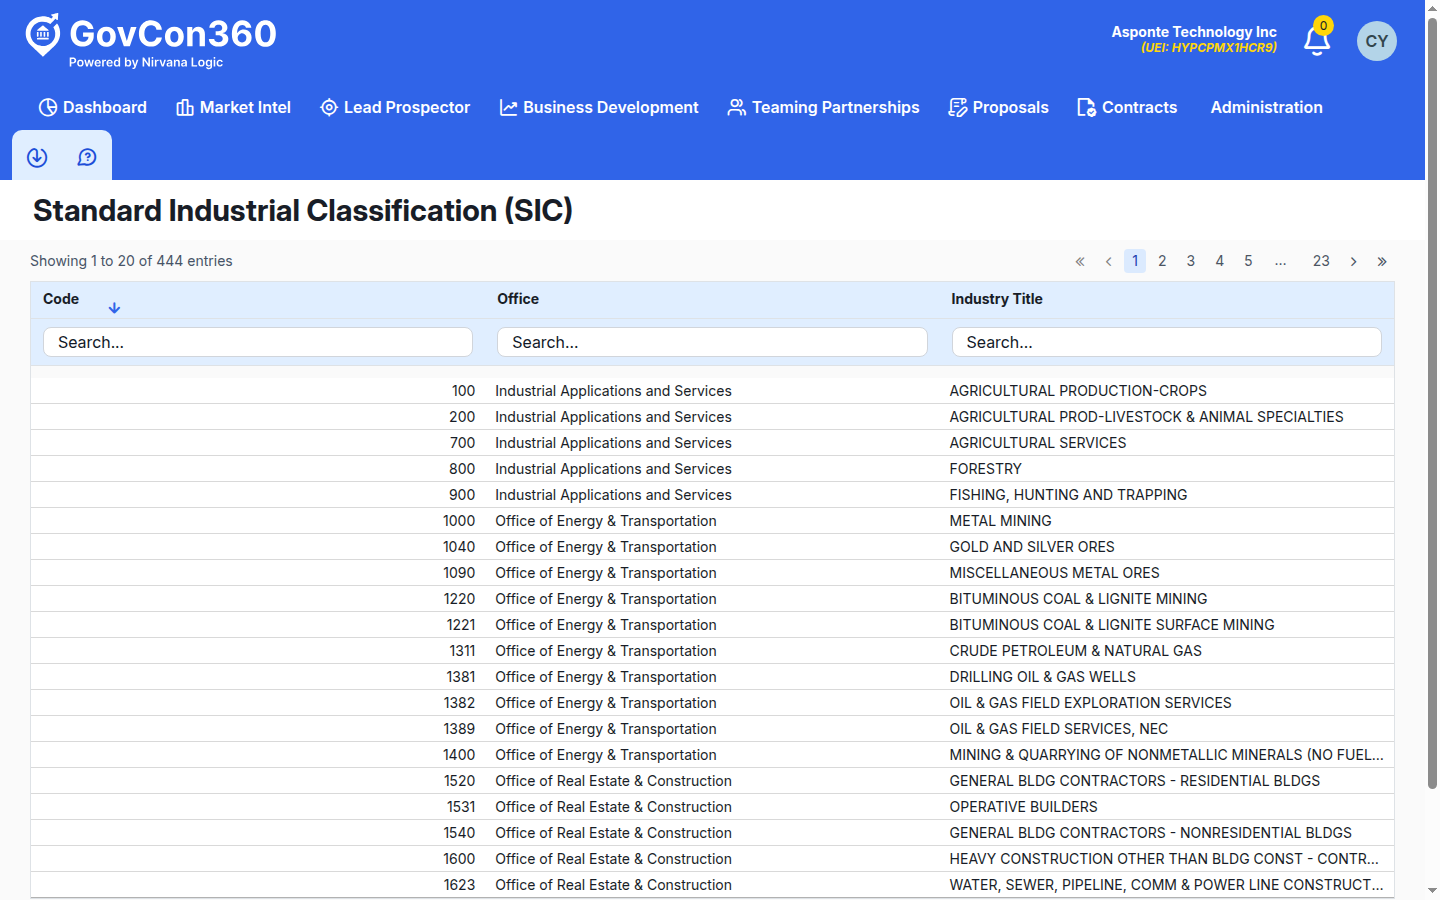 GovCon360
Powered by Nirvana Logic
Asponte Technology Inc
(UEI: HYPCPMX1HCR9)
0
CY
Dashboard Market Intel Lead Prospector Business Development Teaming Partnerships Proposals Contracts Administration
Standard Industrial Classification (SIC)
Showing 1 to 20 of 444 entries
« ‹ 1 2 3 4 5 ... 23 › »
Code Office Industry Title
Search... Search... Search...
100 Industrial Applications and Services AGRICULTURAL PRODUCTION-CROPS
200 Industrial Applications and Services AGRICULTURAL PROD-LIVESTOCK & ANIMAL SPECIALTIES
700 Industrial Applications and Services AGRICULTURAL SERVICES
800 Industrial Applications and Services FORESTRY
900 Industrial Applications and Services FISHING, HUNTING AND TRAPPING
1000 Office of Energy & Transportation METAL MINING
1040 Office of Energy & Transportation GOLD AND SILVER ORES
1090 Office of Energy & Transportation MISCELLANEOUS METAL ORES
1220 Office of Energy & Transportation BITUMINOUS COAL & LIGNITE MINING
1221 Office of Energy & Transportation BITUMINOUS COAL & LIGNITE SURFACE MINING
1311 Office of Energy & Transportation CRUDE PETROLEUM & NATURAL GAS
1381 Office of Energy & Transportation DRILLING OIL & GAS WELLS
1382 Office of Energy & Transportation OIL & GAS FIELD EXPLORATION SERVICES
1389 Office of Energy & Transportation OIL & GAS FIELD SERVICES, NEC
1400 Office of Energy & Transportation MINING & QUARRYING OF NONMETALLIC MINERALS (NO FUEL...
1520 Office of Real Estate & Construction GENERAL BLDG CONTRACTORS - RESIDENTIAL BLDGS
1531 Office of Real Estate & Construction OPERATIVE BUILDERS
1540 Office of Real Estate & Construction GENERAL BLDG CONTRACTORS - NONRESIDENTIAL BLDGS
1600 Office of Real Estate & Construction HEAVY CONSTRUCTION OTHER THAN BLDG CONST - CONTR...
1623 Office of Real Estate & Construction WATER, SEWER, PIPELINE, COMM & POWER LINE CONSTRUCT...